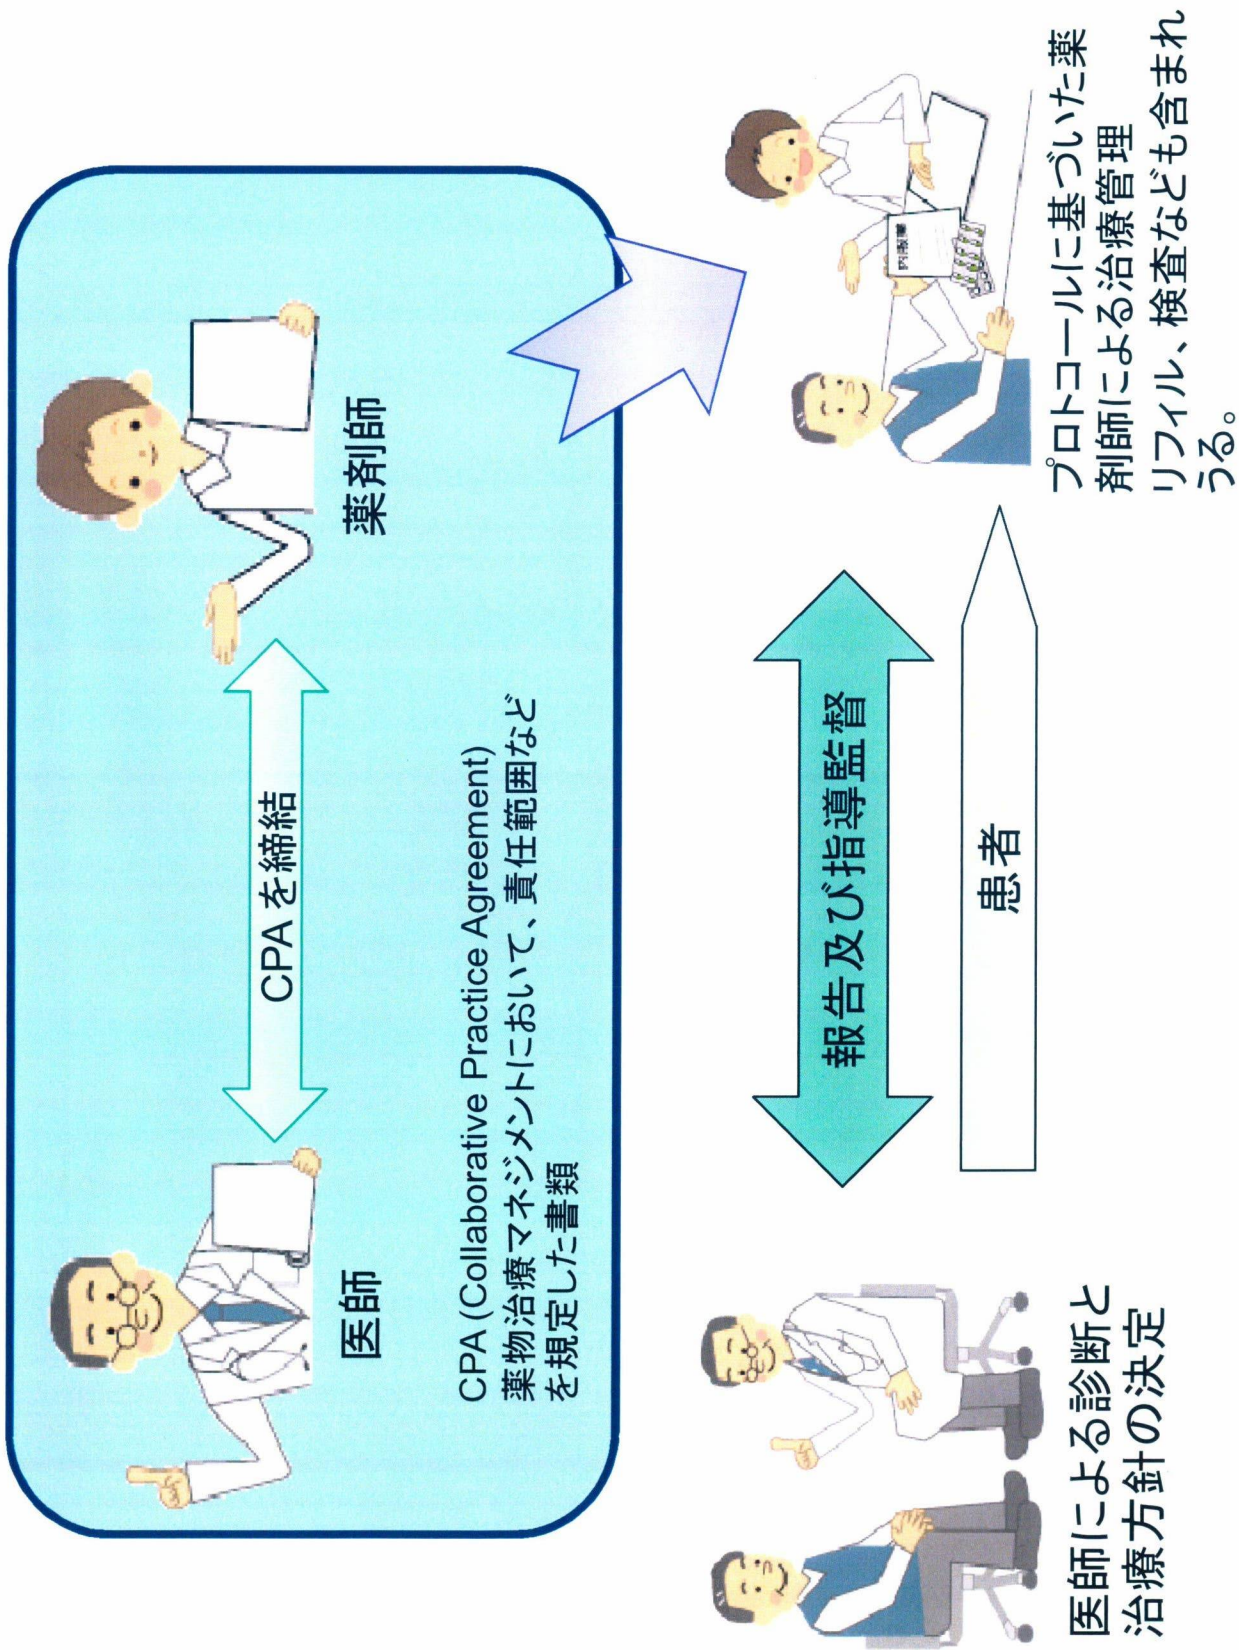 CPA を締結
医師
薬剤師
CPA (Collaborative Practice Agreement)
薬物治療マネジメントにおいて、責任範囲など
を規定した書類
報告及び指導監督
患者
医師による診断と
治療方針の決定
内服薬
プロトコールに基づいた薬
剤師による治療管理
リフィル、検査なども含まれ
うる。